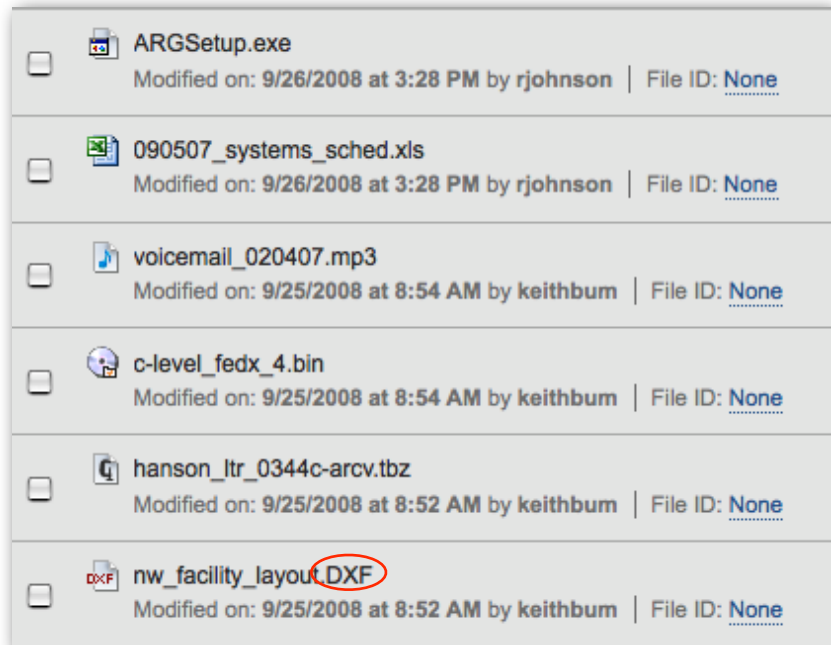 ARGSetup.exe
Modified on: 9/26/2008 at 3:28 PM by rjohnson | File ID: None
090507_systems_sched.xls
Modified on: 9/26/2008 at 3:28 PM by rjohnson | File ID: None
voicemail_020407.mp3
Modified on: 9/25/2008 at 8:54 AM by keithbum | File ID: None
c-level_fedx_4.bin
Modified on: 9/25/2008 at 8:54 AM by keithbum | File ID: None
hanson_ltr_0344c-arcv.tbz
Modified on: 9/25/2008 at 8:52 AM by keithbum | File ID: None
DXF nw_facility_layout.DXF
Modified on: 9/25/2008 at 8:52 AM by keithbum | File ID: None